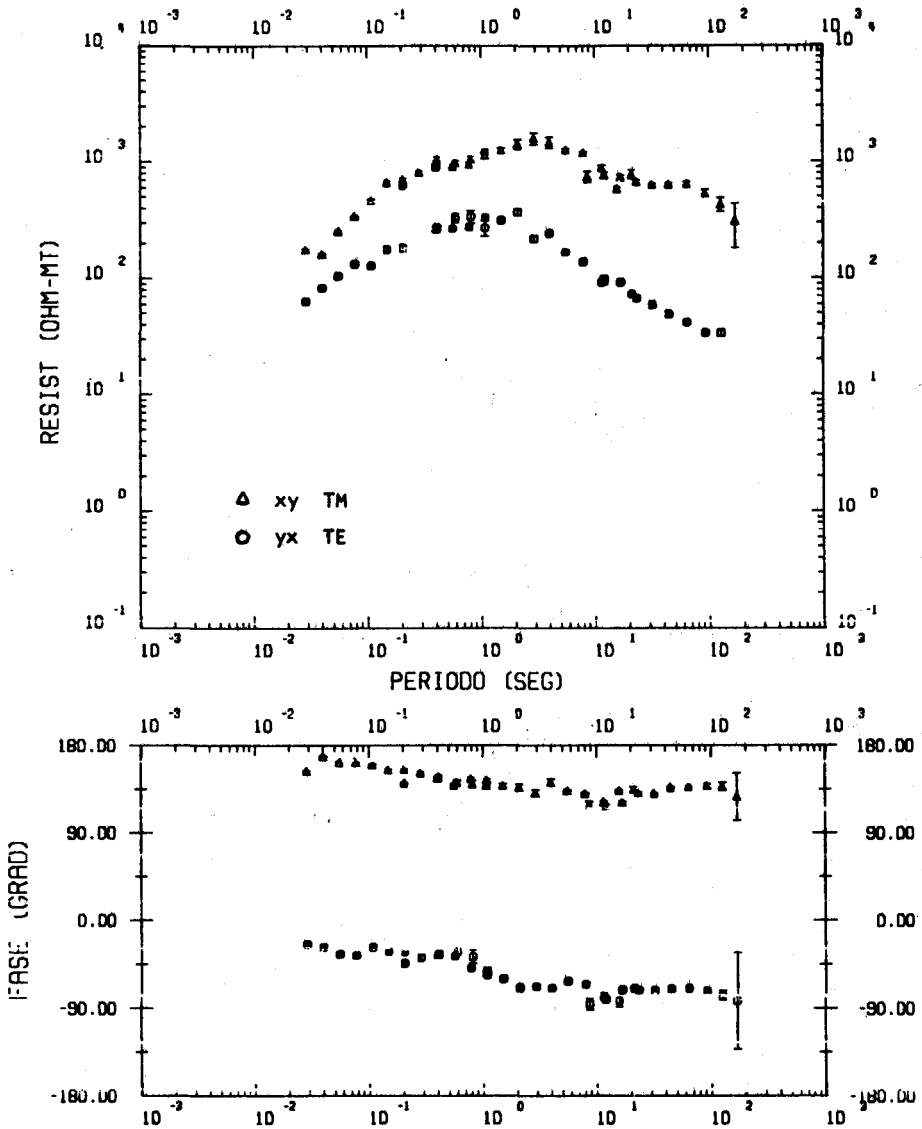 10⁻³ 10⁻² 10⁻¹ 10⁰ 10¹ 10² 10³
10⁴ 10⁴
10³ 10³
10² 10²
10¹ 10¹
10⁰ 10⁰
10⁻¹ 10⁻¹
RESIST (OHM-MT)
xy TM
yx TE
10⁻³ 10⁻² 10⁻¹ 10⁰ 10¹ 10² 10³
PERIODO (SEG)
10⁻³ 10⁻² 10⁻¹ 10⁰ 10¹ 10² 10³
180.00 180.00
90.00 90.00
0.00 0.00
-90.00 -90.00
-180.00 -180.00
FASE (GRAD)
10⁻³ 10⁻² 10⁻¹ 10⁰ 10¹ 10² 10³